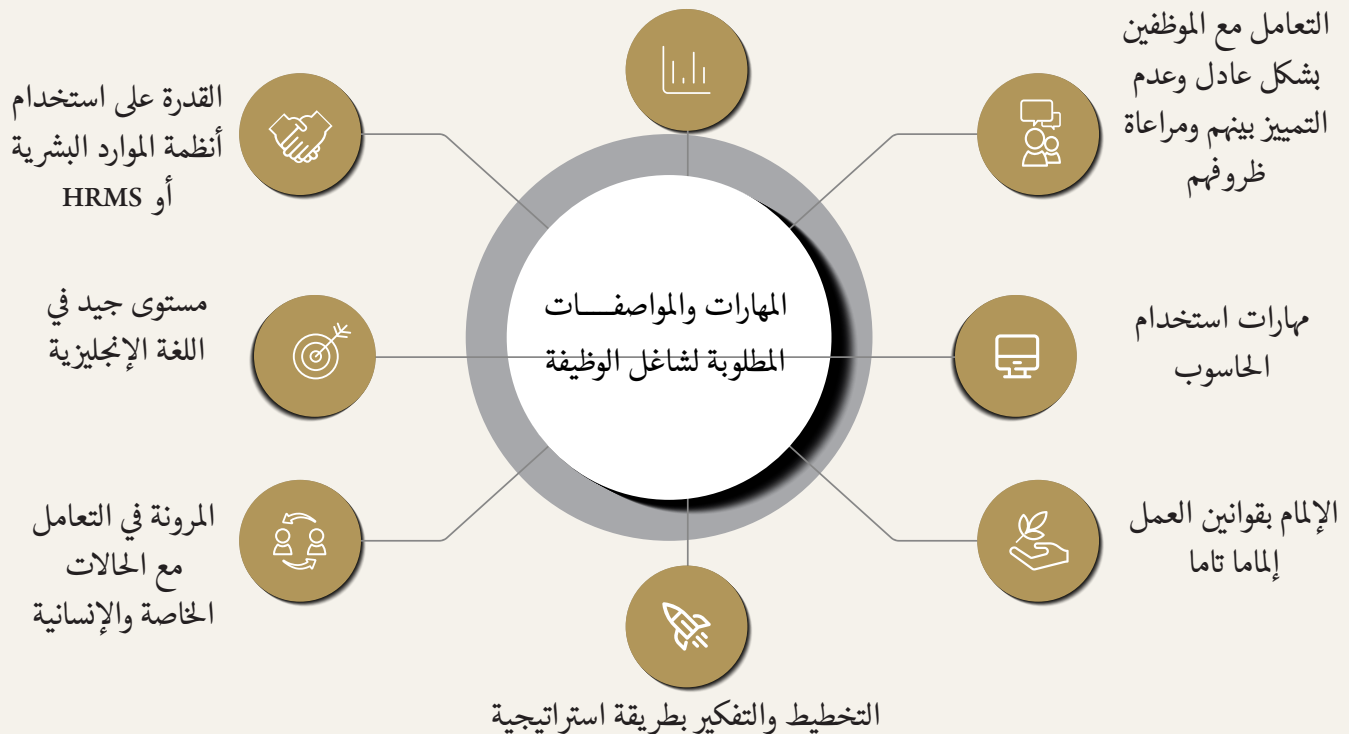 المهارات والمواصفـــات
المطلوبة لشاغل الوظيفة
التعامل مع الموظفين
بشكل عادل وعدم
التمييز بينهم ومراعاة
ظروفهم
مهارات استخدام
الحاسوب
الإلمام بقوانين العمل
إلماما تاما
التخطيط والتفكير بطريقة استراتيجية
القدرة على استخدام
أنظمة الموارد البشرية
أو HRMS
مستوى جيد في
اللغة الإنجليزية
المرونة في التعامل
مع الحالات
الخاصة والإنسانية